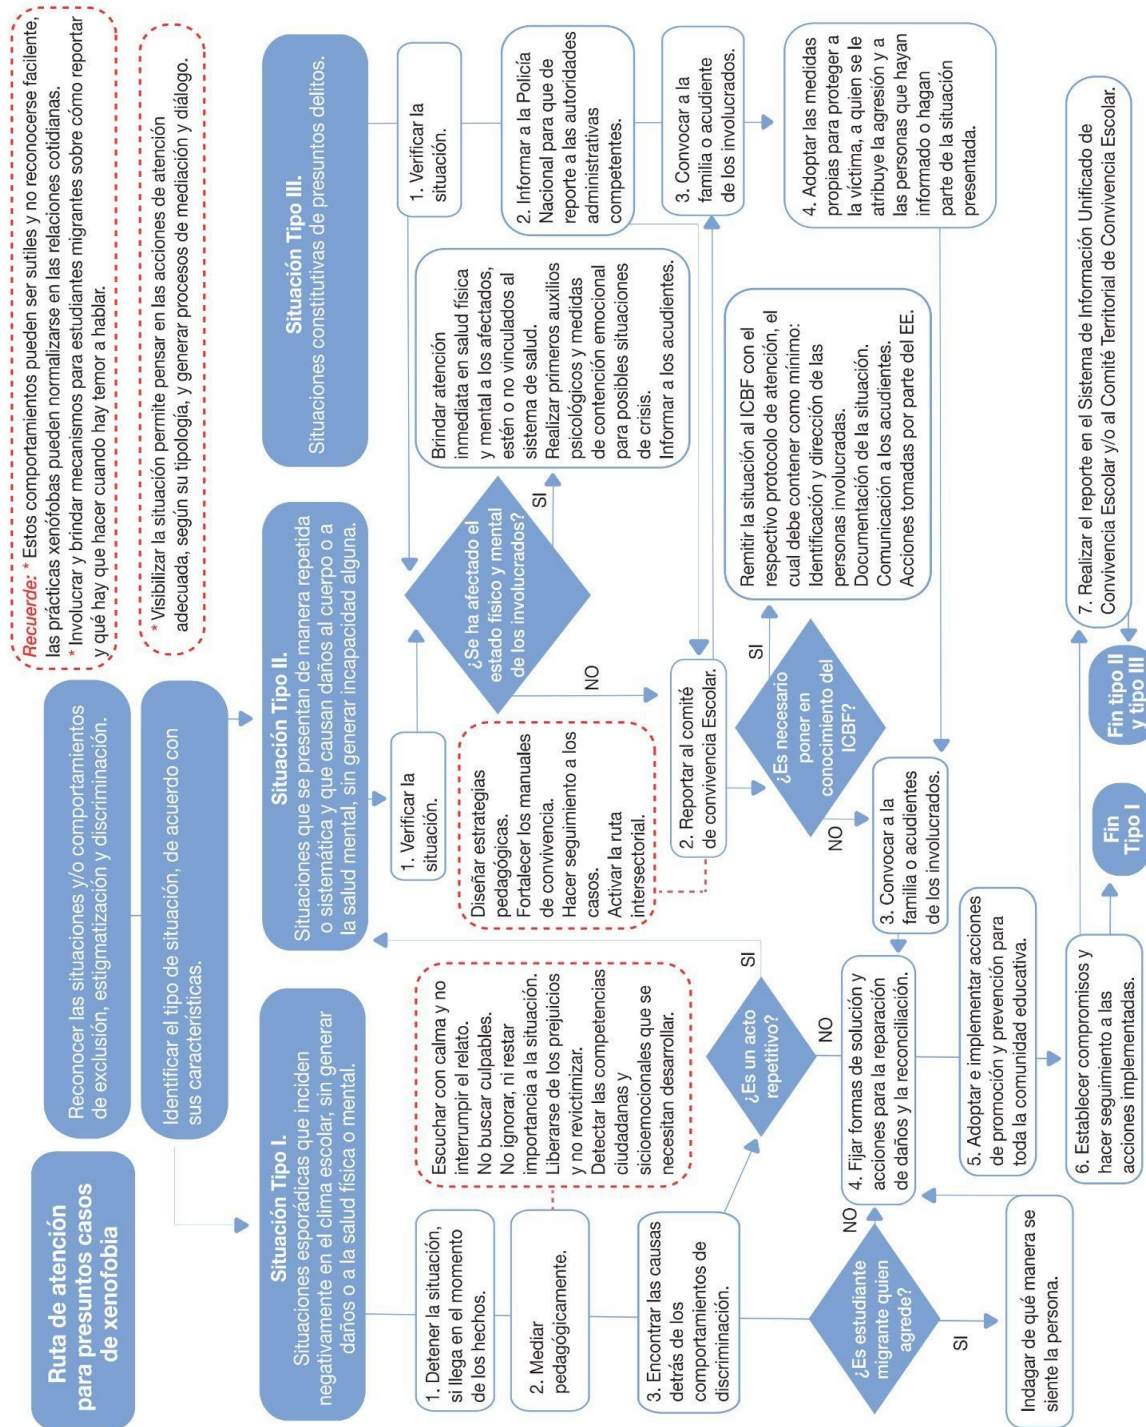 Ruta de atención
para presuntos casos
de xenofobia
Reconocer las situaciones y/o comportamientos
de exclusión, estigmatización y discriminación.
Identificar el tipo de situación, de acuerdo con
sus características.
Recuerde: * Estos comportamientos pueden ser sutiles y no reconocerse facilente,
las prácticas xenófobas pueden normalizarse en las relaciones cotidianas.
* Involucrar y brindar mecanismos para estudiantes migrantes sobre cómo reportar
y qué hay que hacer cuando hay temor a hablar.
* Visibilizar la situación permite pensar en las acciones de atención
adecuada, según su tipología, y generar procesos de mediación y diálogo.
Situación Tipo I.
Situaciones esporádicas que inciden
negativamente en el clima escolar, sin generar
daños o a la salud física o mental.
1. Detener la situación,
si llega en el momento
de los hechos.
2. Mediar
pedagógicamente.
Escuchar con calma y no
interrumpir el relato.
No buscar culpables.
No ignorar, ni restar
importancia a la situación.
Liberarse de los prejuicios
y no revictimizar.
Detectar las competencias
ciudadanas y
sicioemocionales que se
necesitan desarrollar.
3. Encontrar las causas
detrás de los
comportamientos de
discriminación.
¿Es un acto
repetitivo?
SI
NO
¿Es estudiante
migrante quien
agrede?
NO
SI
Indagar de qué manera se
siente la persona.
4. Fijar formas de solución y
acciones para la reparación
de daños y la reconciliación.
5. Adoptar e implementar acciones
de promoción y prevención para
toda la comunidad educativa.
6. Establecer compromisos y
hacer seguimiento a las
acciones implementadas.
Fin
Tipo I
Situación Tipo II.
Situaciones que se presentan de manera repetida
o sistemática y que causan daños al cuerpo o a
la salud mental, sin generar incapacidad alguna.
1. Verificar la
situación.
¿Se ha afectado el
estado físico y mental
de los involucrados?
SI
NO
Brindar atención
inmediata en salud física
y mental a los afectados,
estén o no vinculados al
sistema de salud.
Realizar primeros auxilios
psicológicos y medidas
de contención emocional
para posibles situaciones
de crisis.
Informar a los acudientes.
Diseñar estrategias
pedagógicas.
Fortalecer los manuales
de convivencia.
Hacer seguimiento a los
casos.
Activar la ruta
intersectorial.
2. Reportar al comité
de convivencia Escolar.
¿Es necesario
poner en
conocimiento del
ICBF?
SI
NO
Remitir la situación al ICBF con el
respectivo protocolo de atención, el
cual debe contener como mínimo:
Identificación y dirección de las
personas involucradas.
Documentación de la situación.
Comunicación a los acudientes.
Acciones tomadas por parte del EE.
3. Convocar a la
familia o acudientes
de los involucrados.
Situación Tipo III.
Situaciones constitutivas de presuntos delitos.
1. Verificar la
situación.
2. Informar a la Policía
Nacional para que de
reporte a las autoridades
administrativas
competentes.
3. Convocar a la
familia o acudiente
de los involucrados.
4. Adoptar las medidas
propias para proteger a
la víctima, a quien se le
atribuye la agresión y a
las personas que hayan
informado o hagan
parte de la situación
presentada.
7. Realizar el reporte en el Sistema de Información Unificado de
Convivencia Escolar y/o al Comité Territorial de Convivencia Escolar.
Fin tipo II
y tipo III